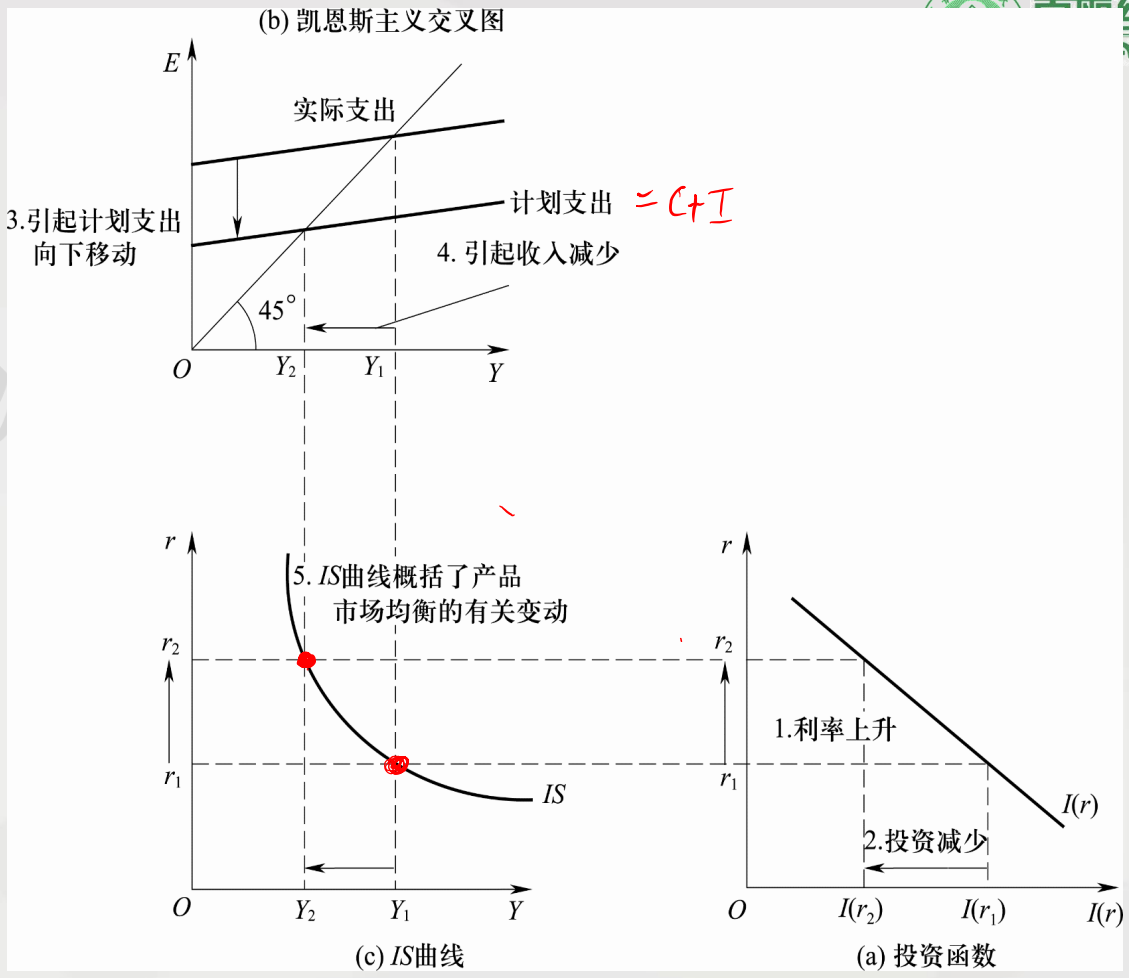 (b) 凯恩斯主义交叉图
E
实际支出
计划支出 = C+I
3.引起计划支出
向下移动
4. 引起收入减少
45°
O
Y₂
Y₁
Y
r
5. IS曲线概括了产品
市场均衡的有关变动
r₂
r₁
IS
O
Y₂
Y₁
Y
(c) IS曲线
r
r₂
1.利率上升
r₁
I(r)
2.投资减少
O
I(r₂)
I(r₁)
I(r)
(a) 投资函数